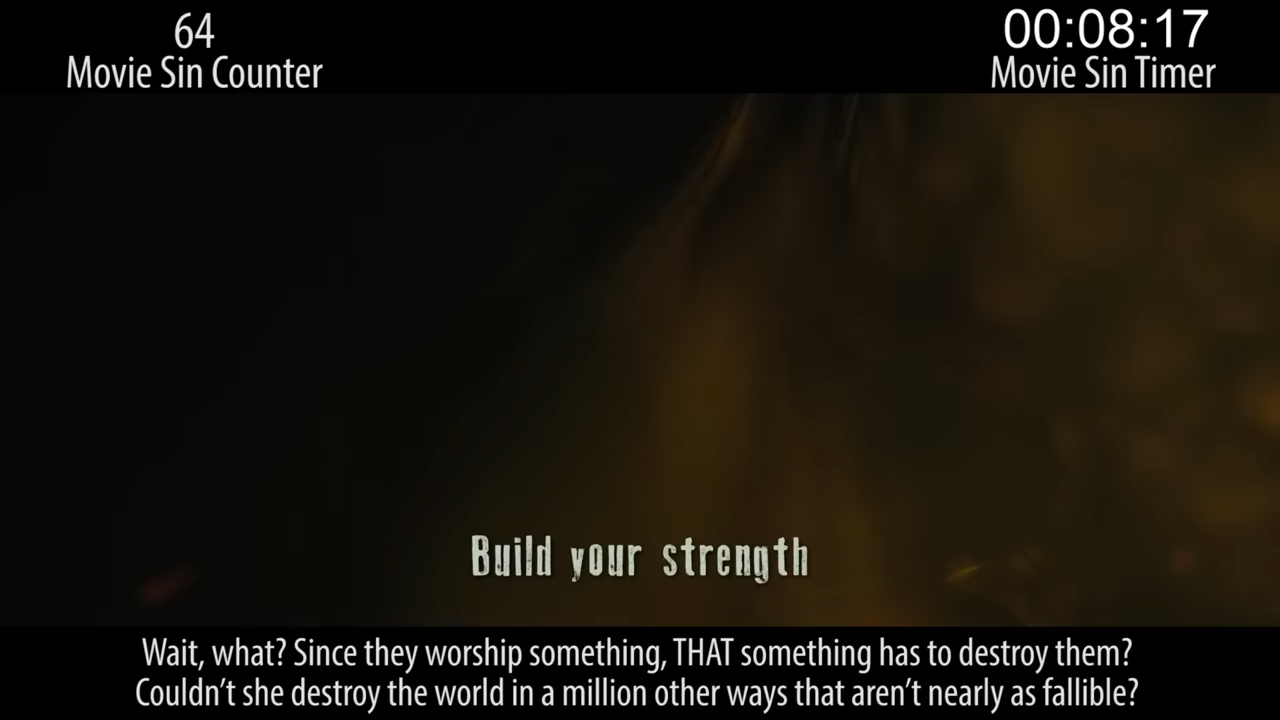 64
Movie Sin Counter
00:08:17
Movie Sin Timer
Build your strength
Wait, what? Since they worship something, THAT something has to destroy them?
Couldn't she destroy the world in a million other ways that aren't nearly as fallible?